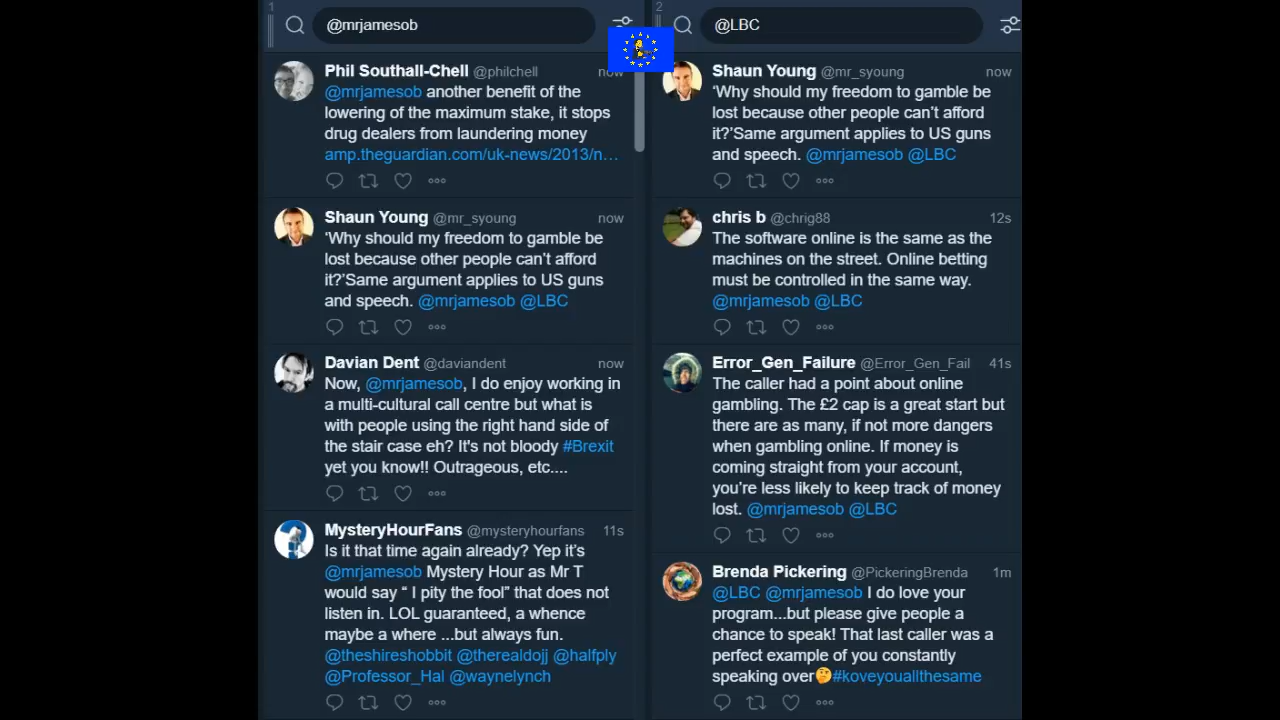 1
@mrjamesob
Phil Southall-Chell @philchell now
@mrjamesob another benefit of the
lowering of the maximum stake, it stops
drug dealers from laundering money
amp.theguardian.com/uk-news/2013/n…
Shaun Young @mr_syoung now
‘Why should my freedom to gamble be
lost because other people can’t afford
it?’Same argument applies to US guns
and speech. @mrjamesob @LBC
Davian Dent @daviandent now
Now, @mrjamesob, I do enjoy working in
a multi-cultural call centre but what is
with people using the right hand side of
the stair case eh? It's not bloody #Brexit
yet you know!! Outrageous, etc....
MysteryHourFans @mysteryhourfans 11s
Is it that time again already? Yep it’s
@mrjamesob Mystery Hour as Mr T
would say “ I pity the fool” that does not
listen in. LOL guaranteed, a whence
maybe a where ...but always fun.
@theshireshobbit @therealdojj @halfply
@Professor_Hal @waynelynch
2
@LBC
Shaun Young @mr_syoung now
‘Why should my freedom to gamble be
lost because other people can’t afford
it?’Same argument applies to US guns
and speech. @mrjamesob @LBC
chris b @chrig88 12s
The software online is the same as the
machines on the street. Online betting
must be controlled in the same way.
@mrjamesob @LBC
Error_Gen_Failure @Error_Gen_Fail 41s
The caller had a point about online
gambling. The £2 cap is a great start but
there are as many, if not more dangers
when gambling online. If money is
coming straight from your account,
you’re less likely to keep track of money
lost. @mrjamesob @LBC
Brenda Pickering @PickeringBrenda 1m
@LBC @mrjamesob I do love your
program...but please give people a
chance to speak! That last caller was a
perfect example of you constantly
speaking over🤔#koveyouallthesame